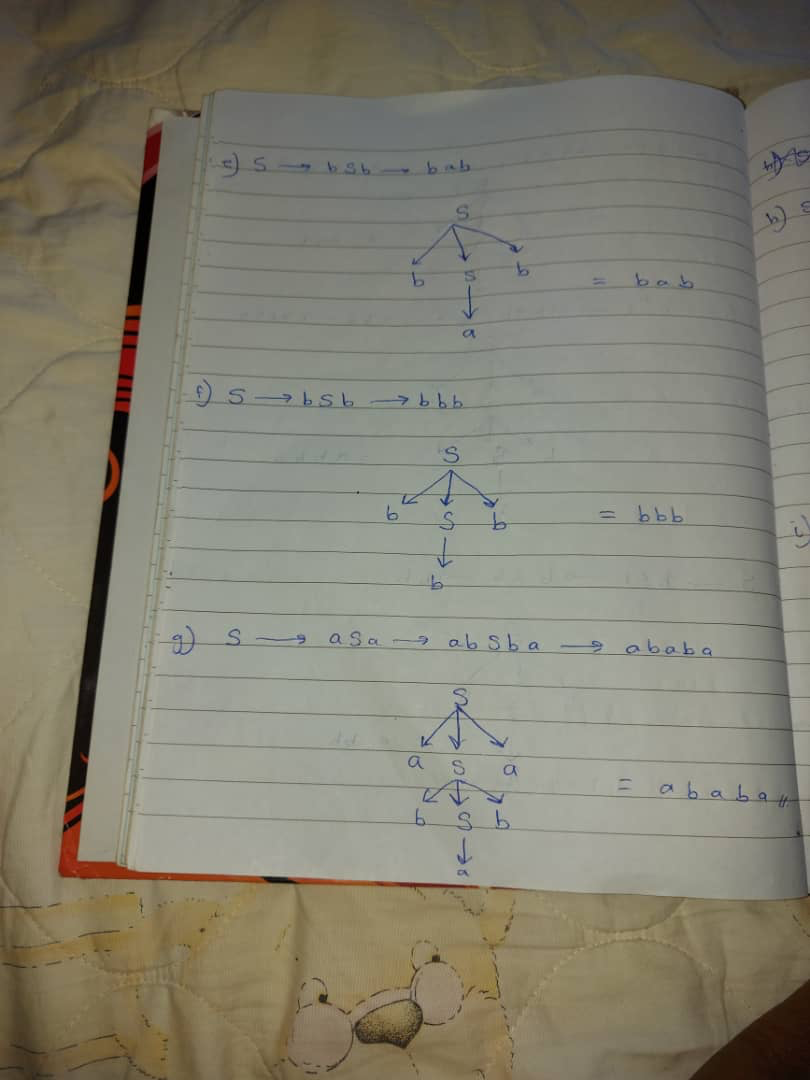 e) S → bSb → bab
S
b S b
= bab
a
f) S → bSb → bbb
S
b S b
= bbb
b
g) S → aSa → abSba → ababa
S
a S a
= ababa
b S b
a
h) S
i)